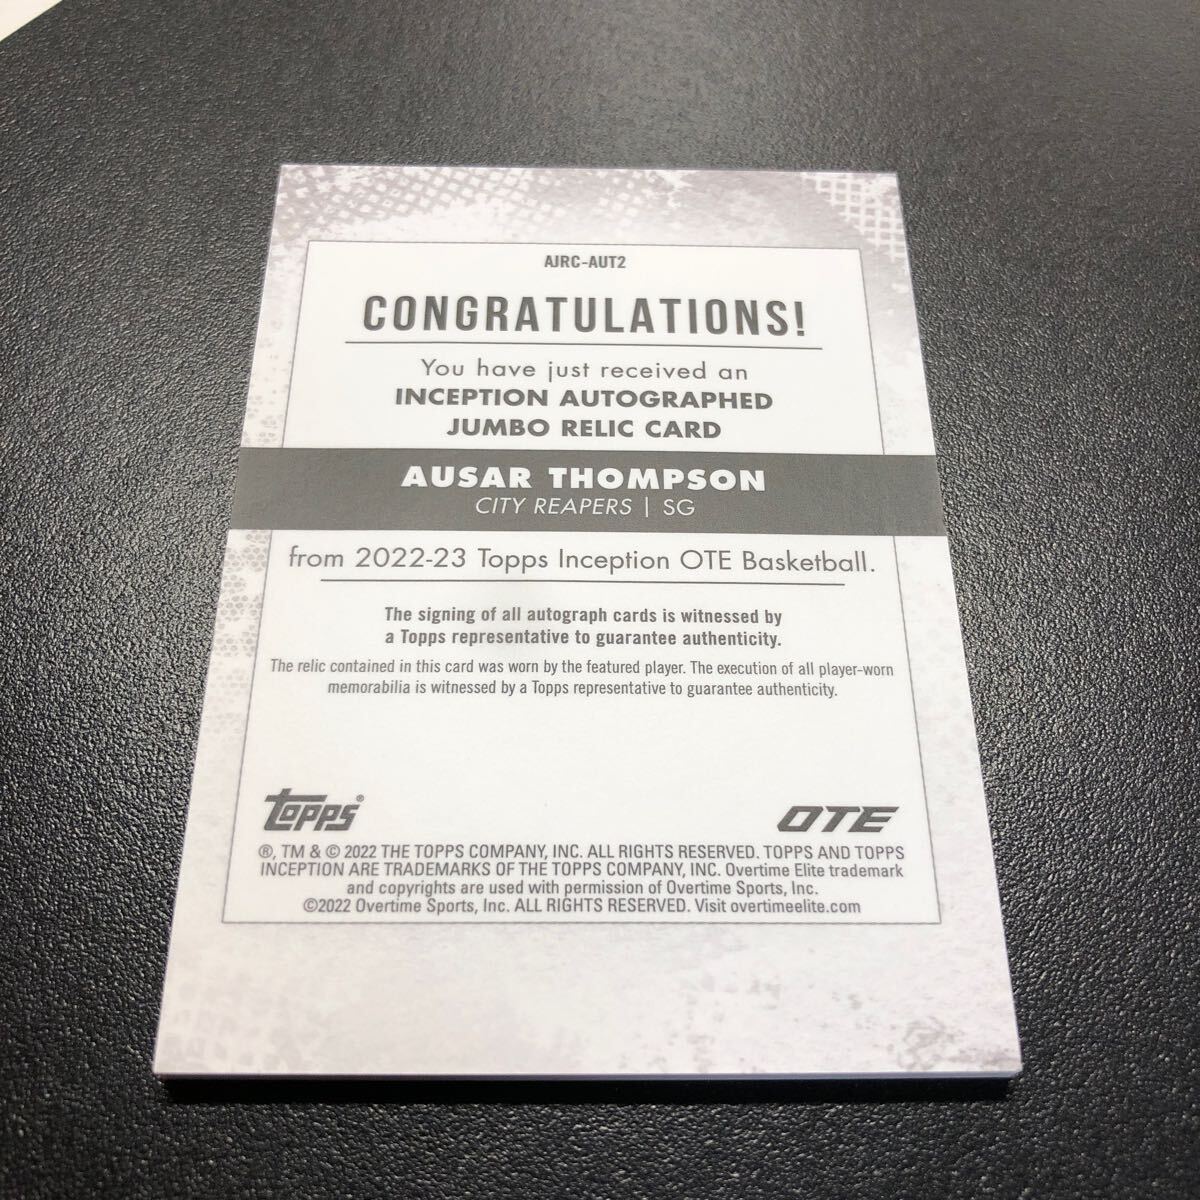 AJRC-AUT2
CONGRATULATIONS!
You have just received an
INCEPTION AUTOGRAPHED
JUMBO RELIC CARD
AUSAR THOMPSON
CITY REAPERS | SG
from 2022-23 Topps Inception OTE Basketball.
The signing of all autograph cards is witnessed by
a Topps representative to guarantee authenticity.
The relic contained in this card was worn by the featured player. The execution of all player-worn
memorabilia is witnessed by a Topps representative to guarantee authenticity.
topps®
OTE
®, TM & © 2022 THE TOPPS COMPANY, INC. ALL RIGHTS RESERVED. TOPPS AND TOPPS
INCEPTION ARE TRADEMARKS OF THE TOPPS COMPANY, INC. Overtime Elite trademark
and copyrights are used with permission of Overtime Sports, Inc.
©2022 Overtime Sports, Inc. ALL RIGHTS RESERVED. Visit overtimeelite.com